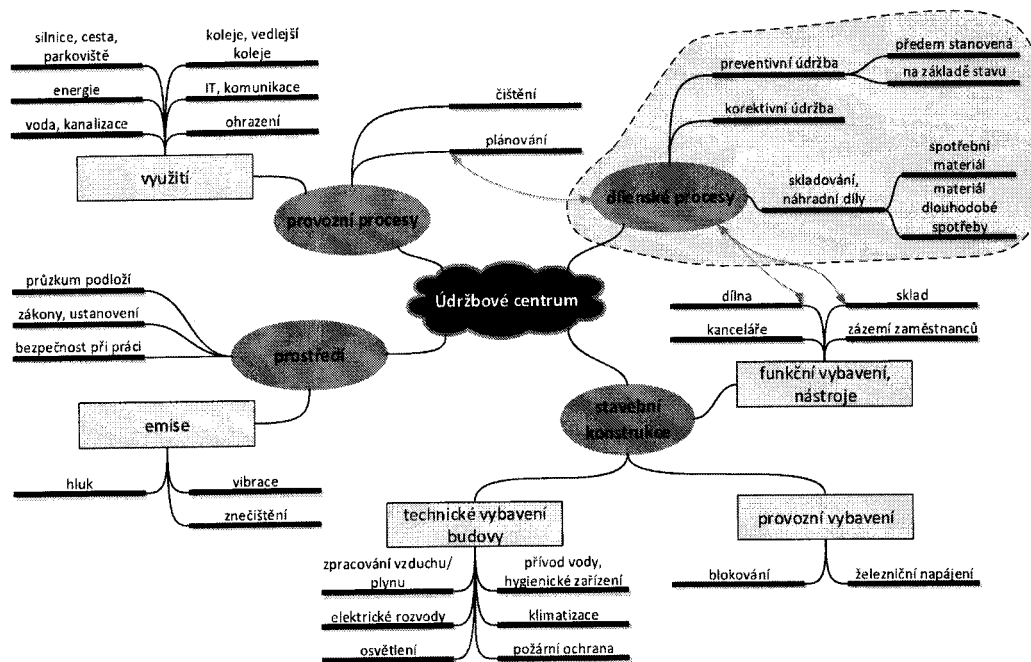 silnice, cesta,
parkoviště
koleje, vedlejší
koleje
energie
IT, komunikace
voda, kanalizace
ohrazení
využití
čištění
plánování
provozní procesy
preventivní údržba
předem stanovená
na základě stavu
korektivní údržba
dílenské procesy
skladování,
náhradní díly
spotřební
materiál
materiál
dlouhodobé
spotřeby
Údržbové centrum
průzkum podloží
zákony, ustanovení
bezpečnost při práci
prostředí
emise
hluk
vibrace
znečištění
dílna
sklad
kanceláře
zázemí zaměstnanců
funkční vybavení,
nástroje
stavební
konstrukce
technické vybavení
budovy
zpracování vzduchu/
plynu
přívod vody,
hygienické zařízení
elektrické rozvody
klimatizace
osvětlení
požární ochrana
provozní vybavení
blokování
železniční napájení